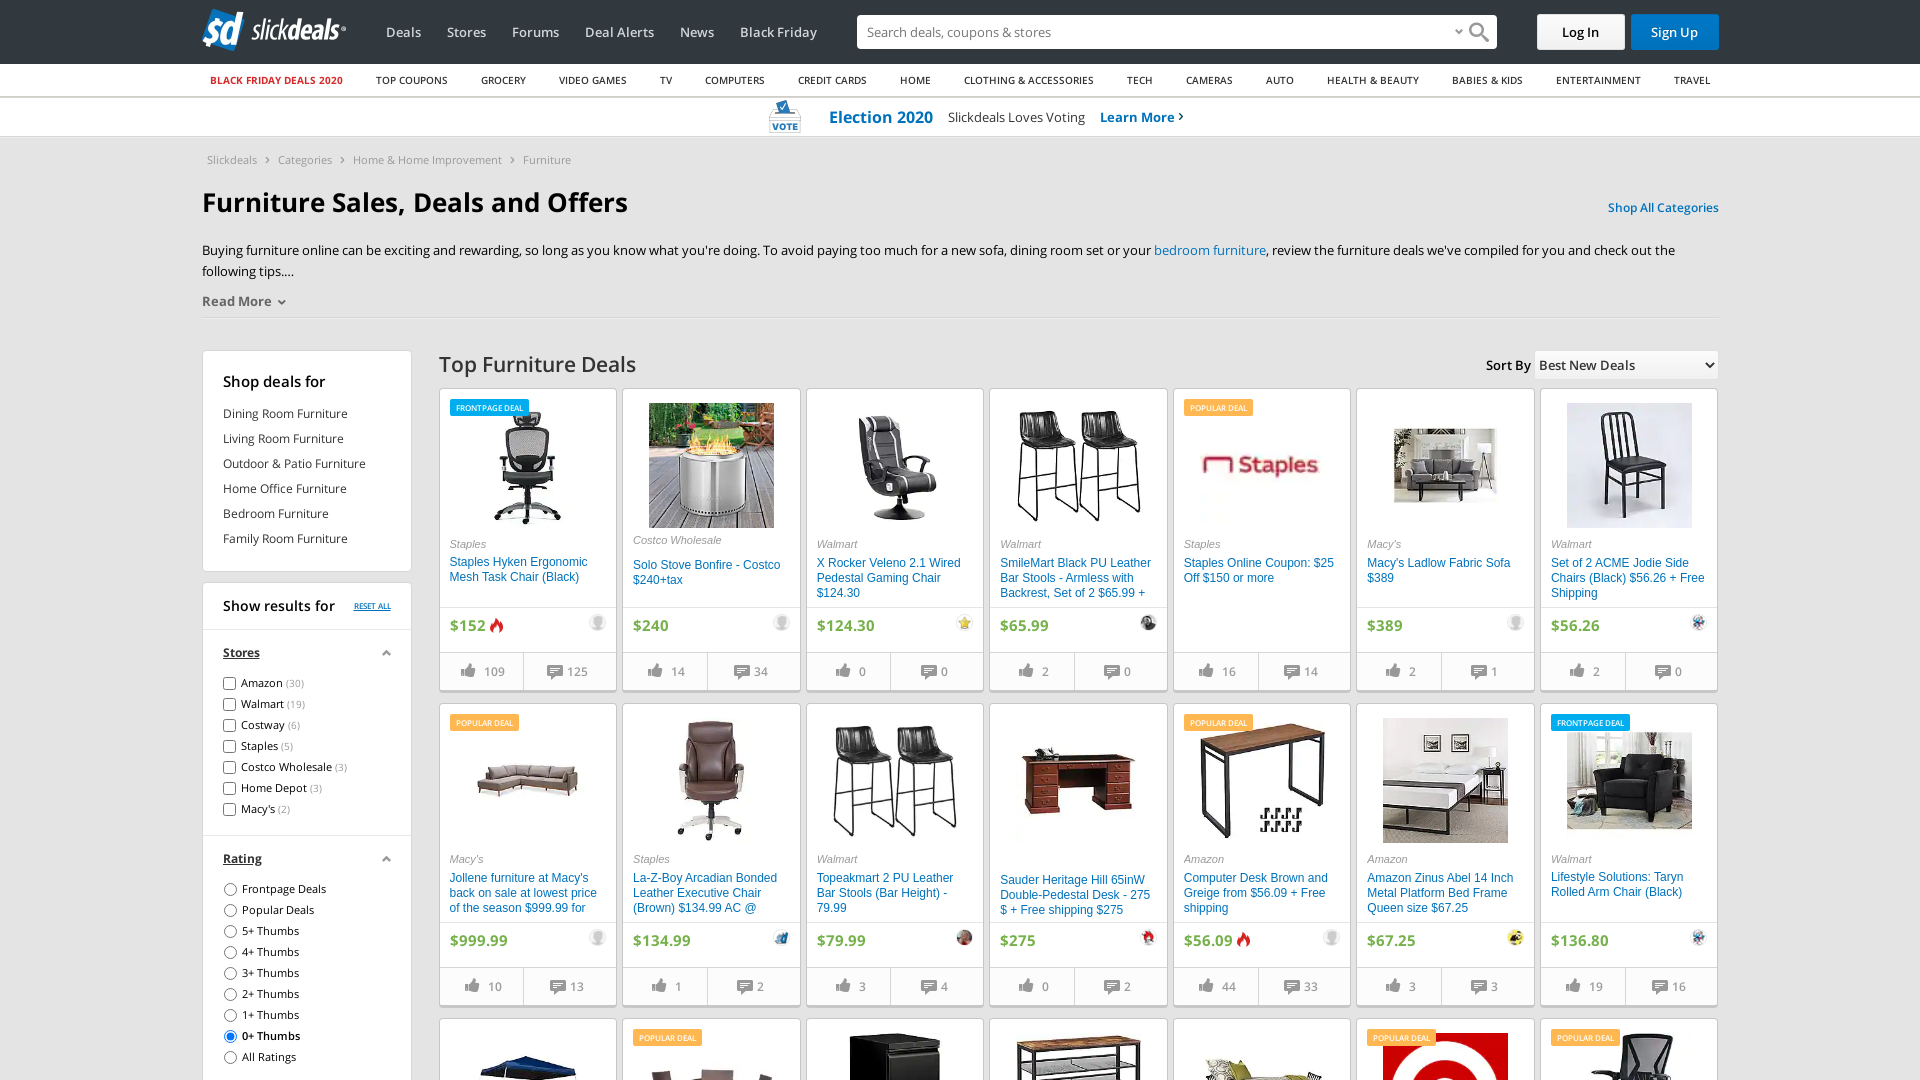 slickdeals
Deals
Stores
Forums
Deal Alerts
News
Black Friday
Search deals, coupons & stores
Log In
Sign Up
BLACK FRIDAY DEALS 2020
TOP COUPONS
GROCERY
VIDEO GAMES
TV
COMPUTERS
CREDIT CARDS
HOME
CLOTHING & ACCESSORIES
TECH
CAMERAS
AUTO
HEALTH & BEAUTY
BABIES & KIDS
ENTERTAINMENT
TRAVEL
VOTE
Election 2020
Slickdeals Loves Voting
Learn More
Slickdeals
Categories
Home & Home Improvement
Furniture
Furniture Sales, Deals and Offers
Shop All Categories
Buying furniture online can be exciting and rewarding, so long as you know what you're doing. To avoid paying too much for a new sofa, dining room set or your bedroom furniture, review the furniture deals we've compiled for you and check out the
following tips....
Read More
Shop deals for
Dining Room Furniture
Living Room Furniture
Outdoor & Patio Furniture
Home Office Furniture
Bedroom Furniture
Family Room Furniture
Show results for
RESET ALL
Stores
Amazon (30)
Walmart (19)
Costway (6)
Staples (5)
Costco Wholesale (3)
Home Depot (3)
Macy's (2)
Rating
Frontpage Deals
Popular Deals
5+ Thumbs
4+ Thumbs
3+ Thumbs
2+ Thumbs
1+ Thumbs
0+ Thumbs
All Ratings
Top Furniture Deals
Sort By
Best New Deals
FRONTPAGE DEAL
Staples
Staples Hyken Ergonomic
Mesh Task Chair (Black)
$152
109
125
Costco Wholesale
Solo Stove Bonfire - Costco
$240+tax
$240
14
34
Walmart
X Rocker Veleno 2.1 Wired
Pedestal Gaming Chair
$124.30
$124.30
0
0
Walmart
SmileMart Black PU Leather
Bar Stools - Armless with
Backrest, Set of 2 $65.99 +
$65.99
2
0
POPULAR DEAL
Staples
Staples
Staples Online Coupon: $25
Off $150 or more
16
14
Macy's
Macy's Ladlow Fabric Sofa
$389
$389
2
1
Walmart
Set of 2 ACME Jodie Side
Chairs (Black) $56.26 + Free
Shipping
$56.26
2
0
POPULAR DEAL
Macy's
Jollene furniture at Macy's
back on sale at lowest price
of the season $999.99 for
$999.99
10
13
Staples
La-Z-Boy Arcadian Bonded
Leather Executive Chair
(Brown) $134.99 AC @
$134.99
1
2
Walmart
Topeakmart 2 PU Leather
Bar Stools (Bar Height) -
79.99
$79.99
3
4
Sauder Heritage Hill 65inW
Double-Pedestal Desk - 275
$ + Free shipping $275
$275
0
2
POPULAR DEAL
Amazon
Computer Desk Brown and
Greige from $56.09 + Free
shipping
$56.09
44
33
Amazon
Amazon Zinus Abel 14 Inch
Metal Platform Bed Frame
Queen size $67.25
$67.25
3
3
FRONTPAGE DEAL
Walmart
Lifestyle Solutions: Taryn
Rolled Arm Chair (Black)
$136.80
19
16
POPULAR DEAL
POPULAR DEAL
POPULAR DEAL